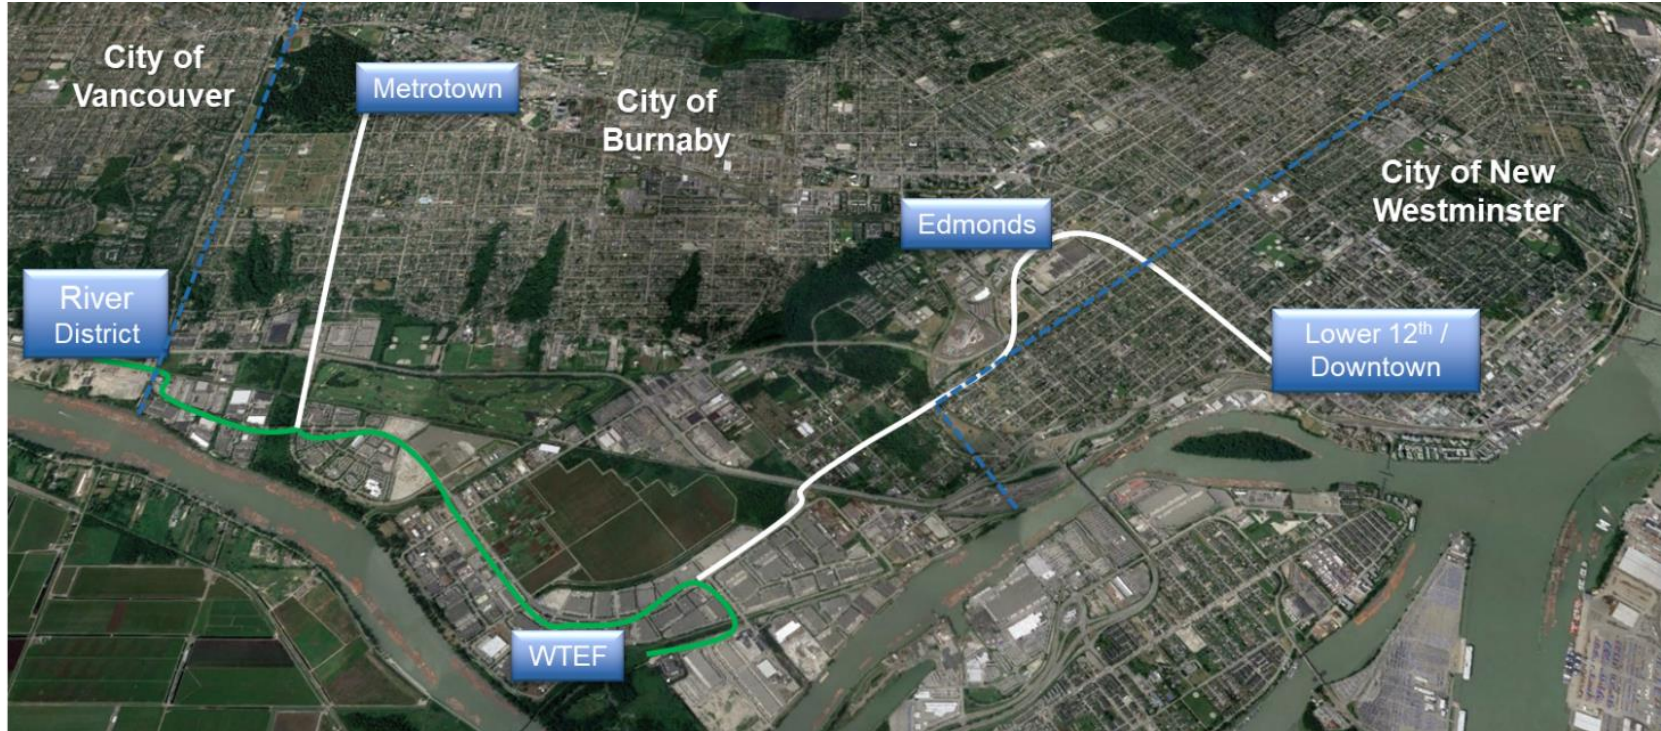 City of
Vancouver
Metrotown
City of
Burnaby
City of New
Westminster
Edmonds
River
District
Lower 12th /
Downtown
WTEF